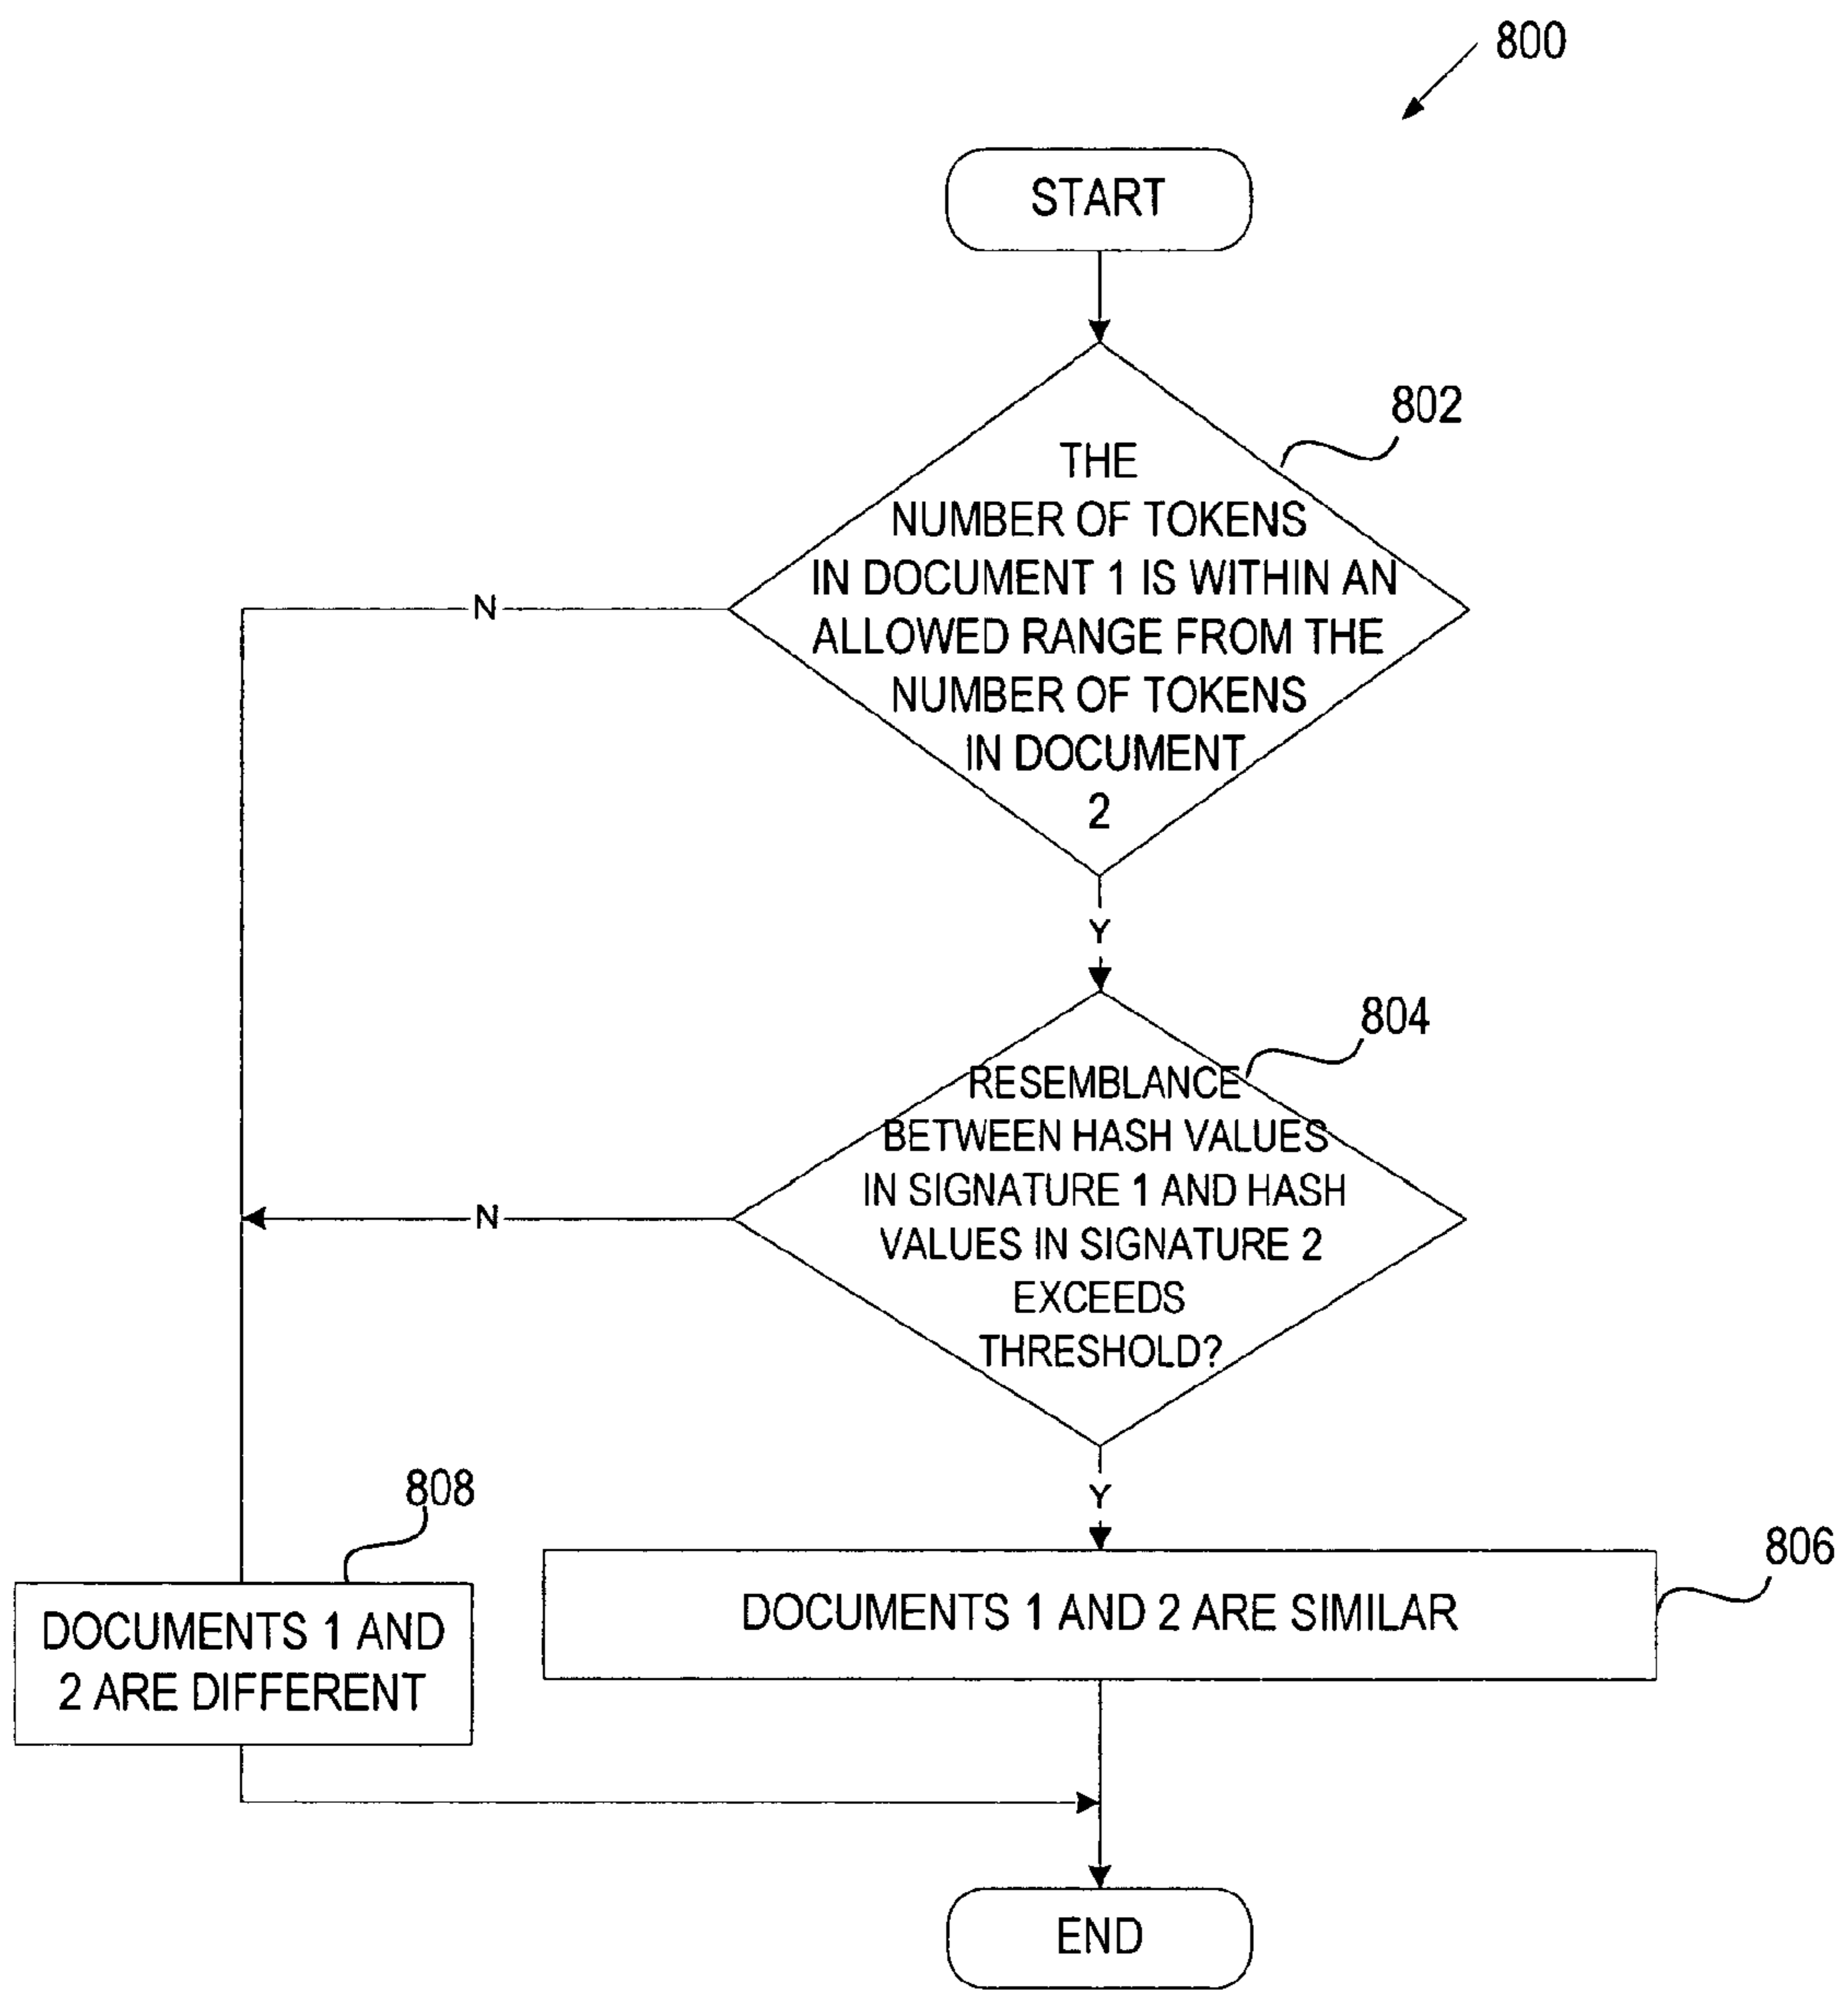 800
START
802
THE
NUMBER OF TOKENS
IN DOCUMENT 1 IS WITHIN AN
ALLOWED RANGE FROM THE
NUMBER OF TOKENS
IN DOCUMENT
2
N
Y
804
RESEMBLANCE
BETWEEN HASH VALUES
IN SIGNATURE 1 AND HASH
VALUES IN SIGNATURE 2
EXCEEDS
THRESHOLD?
N
Y
808
DOCUMENTS 1 AND
2 ARE DIFFERENT
806
DOCUMENTS 1 AND 2 ARE SIMILAR
END